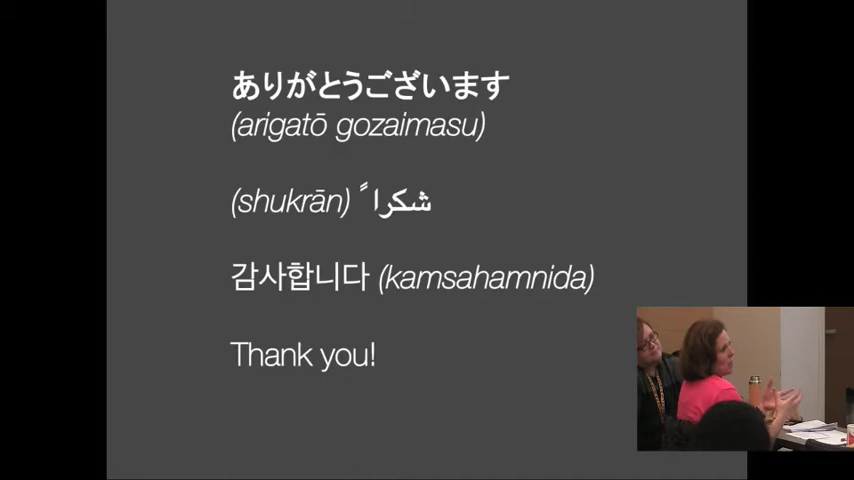 ありがとうございます
(arigatō gozaimasu)
(shukrān) شكرا ً
감사합니다 (kamsahamnida)
Thank you!